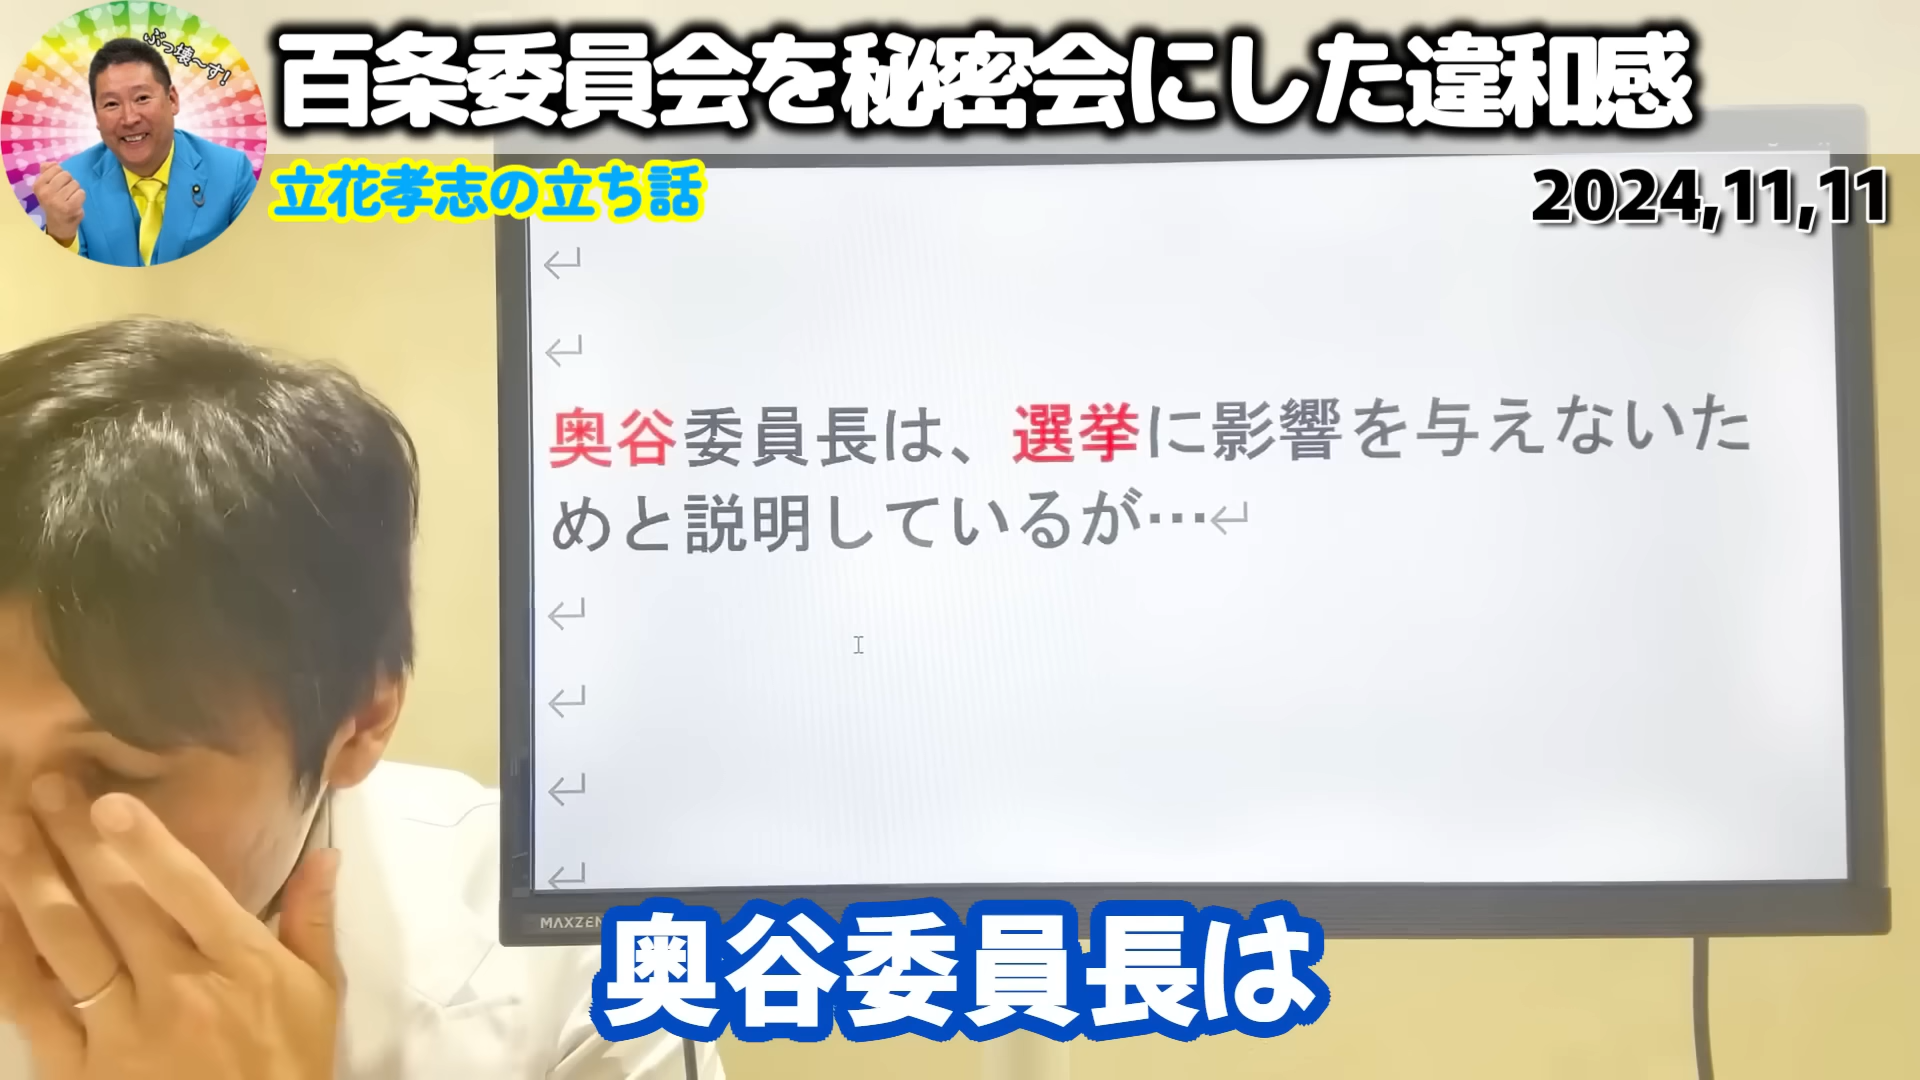 ぶっ壊〜す!
百条委員会を秘密会にした違和感
立花孝志の立ち話
2024,11,11
奥谷委員長は、選挙に影響を与えないた
めと説明しているが…
MAXZEN
奥谷委員長は